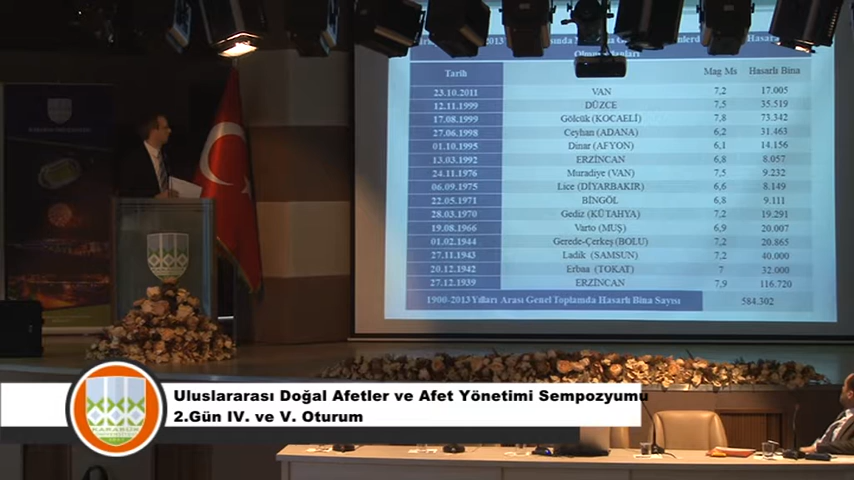 Tarih Mag Ms Hasarlı Bina
23.10.2011 VAN 7,2 17.005
12.11.1999 DÜZCE 7,5 35.519
17.08.1999 Gölcük (KOCAELİ) 7,8 73.342
27.06.1998 Ceyhan (ADANA) 6,2 31.463
01.10.1995 Dinar (AFYON) 6,1 14.156
13.03.1992 ERZİNCAN 6,8 8.057
24.11.1976 Muradiye (VAN) 7,5 9.232
06.09.1975 Lice (DİYARBAKIR) 6,6 8.149
22.05.1971 BİNGÖL 6,8 9.111
28.03.1970 Gediz (KÜTAHYA) 7,2 19.291
19.08.1966 Varto (MUŞ) 6,9 20.007
01.02.1944 Gerede-Çerkeş (BOLU) 7,2 20.865
27.11.1943 Ladik (SAMSUN) 7,2 40.000
20.12.1942 Erbaa (TOKAT) 7 32.000
27.12.1939 ERZİNCAN 7,9 116.720
1900-2013 Yılları Arası Genel Toplamda Hasarlı Bina Sayısı 584.302
Uluslararası Doğal Afetler ve Afet Yönetimi Sempozyumu
2.Gün IV. ve V. Oturum
KARABÜK